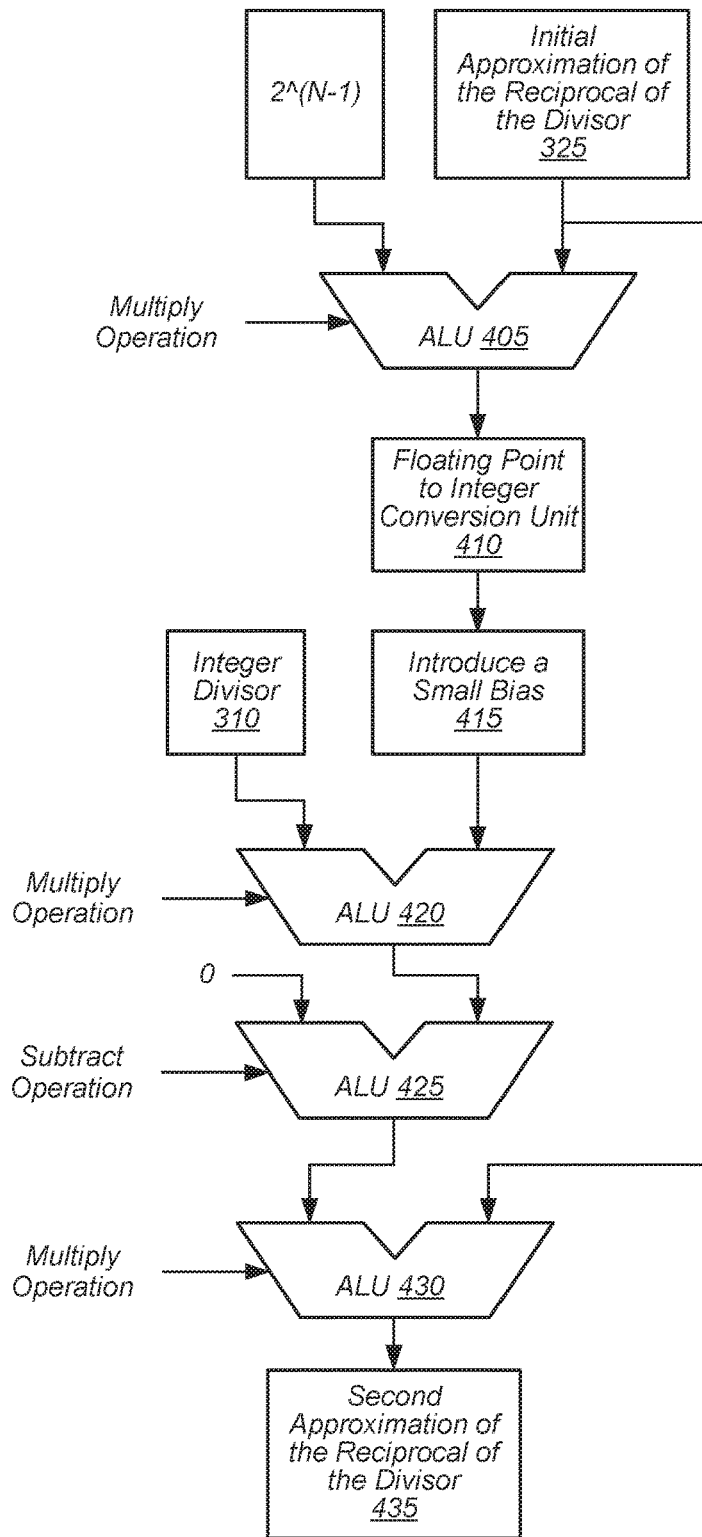 2^(N-1)
Initial
Approximation of
the Reciprocal of
the Divisor
325
Multiply
Operation
ALU 405
Floating Point
to Integer
Conversion Unit
410
Integer
Divisor
310
Introduce a
Small Bias
415
Multiply
Operation
ALU 420
0
Subtract
Operation
ALU 425
Multiply
Operation
ALU 430
Second
Approximation of
the Reciprocal of
the Divisor
435